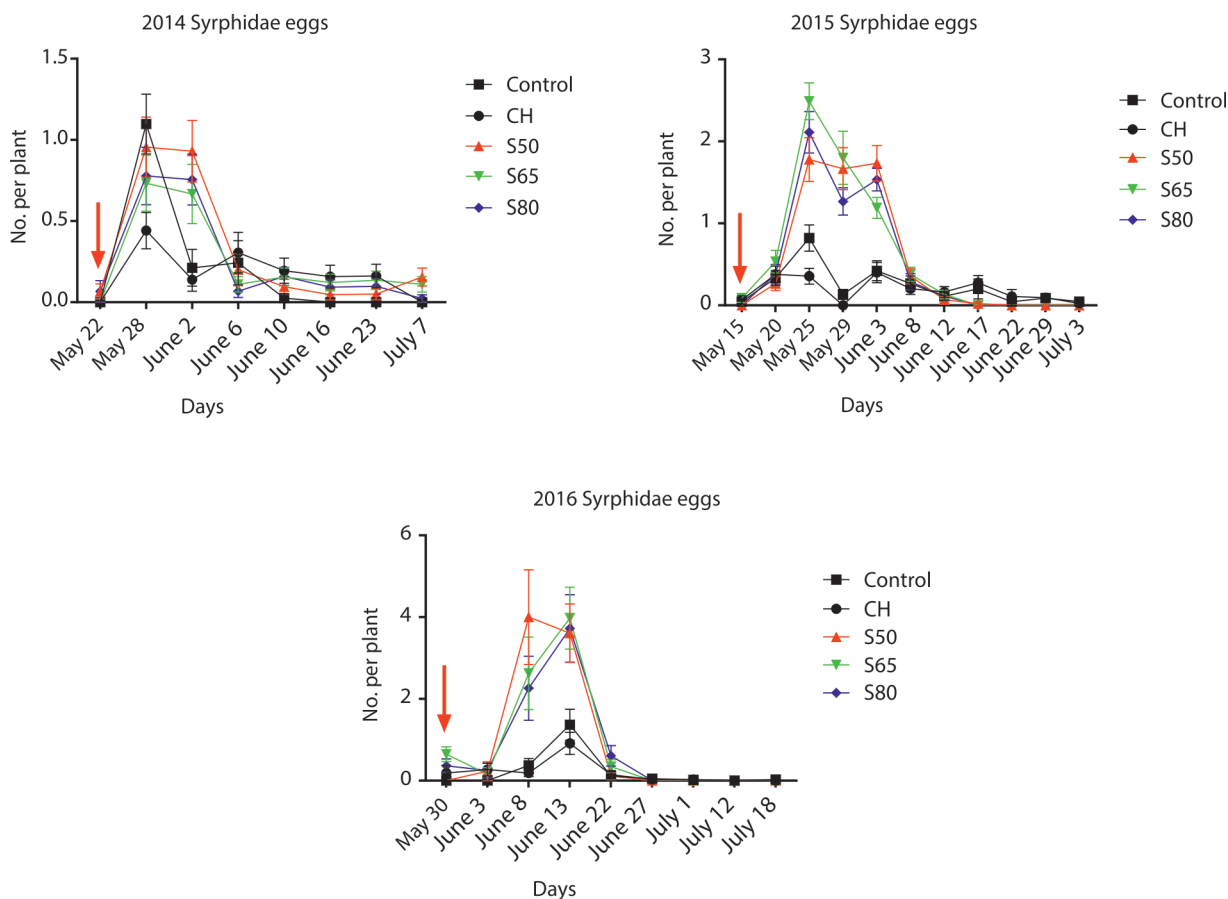 2014 Syrphidae eggs
No. per plant
1.5
1.0
0.5
0.0
May 22
May 28
June 2
June 6
June 10
June 16
June 23
July 7
Days
Control
CH
S50
S65
S80
2015 Syrphidae eggs
No. per plant
3
2
1
0
May 15
May 20
May 25
May 29
June 3
June 8
June 12
June 17
June 22
June 29
July 3
Days
Control
CH
S50
S65
S80
2016 Syrphidae eggs
No. per plant
6
4
2
0
May 30
June 3
June 8
June 13
June 22
June 27
July 1
July 12
July 18
Days
Control
CH
S50
S65
S80